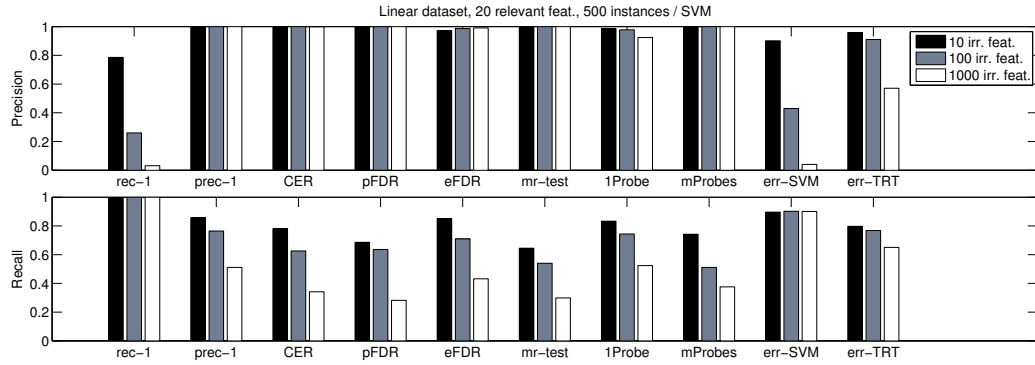 Linear dataset, 20 relevant feat., 500 instances / SVM
1
0.8
0.6
0.4
0.2
0
Precision
10 irr. feat.
100 irr. feat.
1000 irr. feat.
rec−1 prec−1 CER pFDR eFDR mr−test 1Probe mProbes err−SVM err−TRT
1
0.8
0.6
0.4
0.2
0
Recall
rec−1 prec−1 CER pFDR eFDR mr−test 1Probe mProbes err−SVM err−TRT